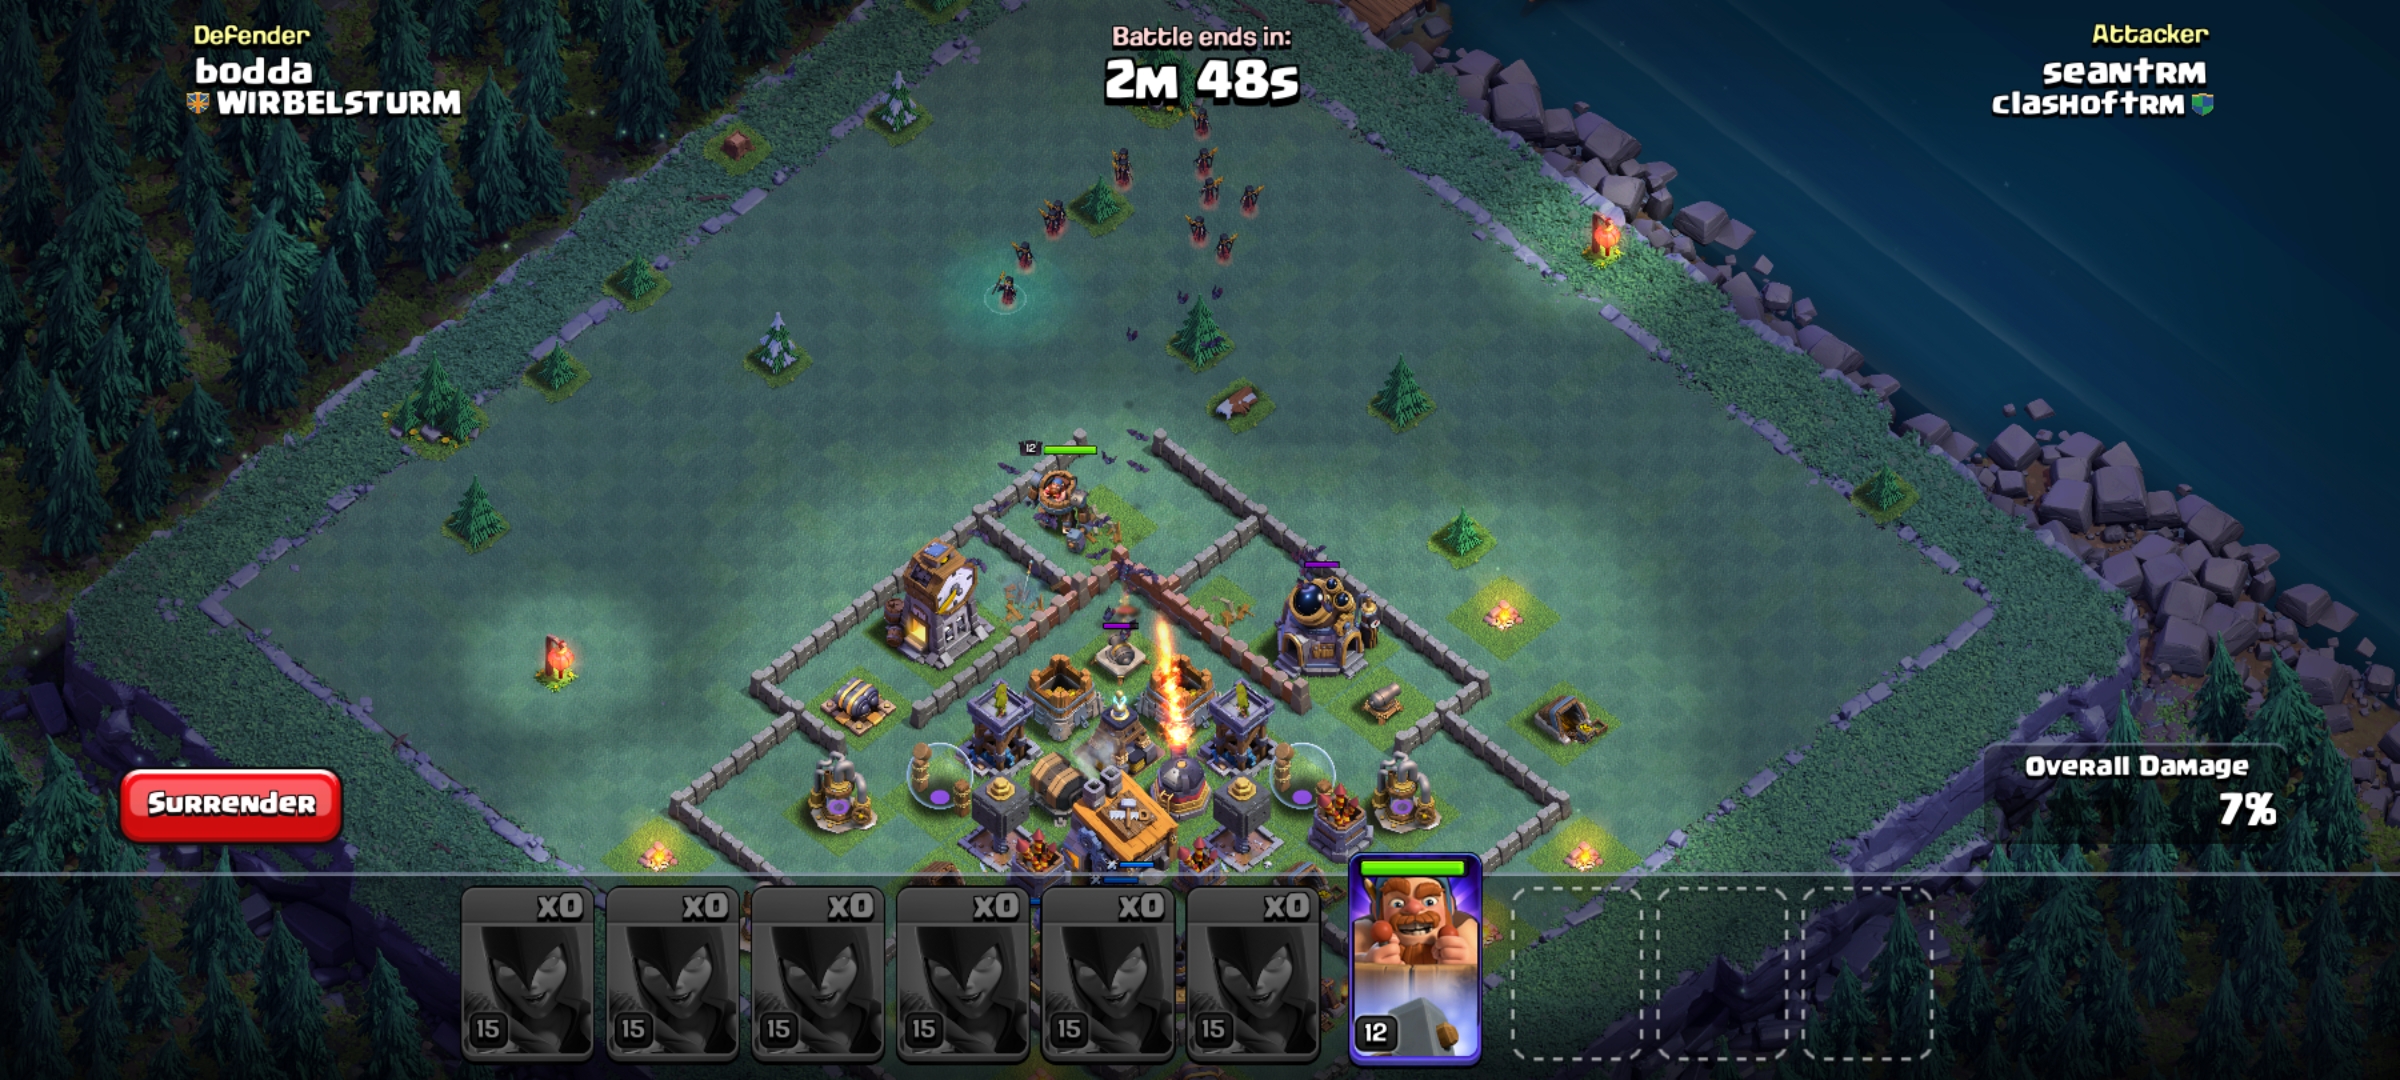 Defender
bodda
WIRBELSTURM
Battle ends in:
2M 48s
Attacker
seantrm
clashoftrm
12
Surrender
Overall Damage
7%
x0
x0
x0
x0
x0
x0
15
15
15
15
15
15
12